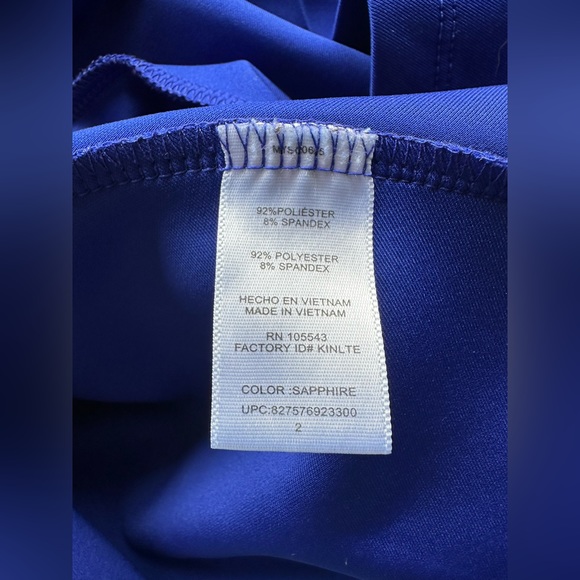 92%POLIÉSTER
8% SPANDEX
92% POLYESTER
8% SPANDEX
HECHO EN VIETNAM
MADE IN VIETNAM
RN 105543
FACTORY ID# KINLTE
COLOR :SAPPHIRE
UPC:827576923300
2